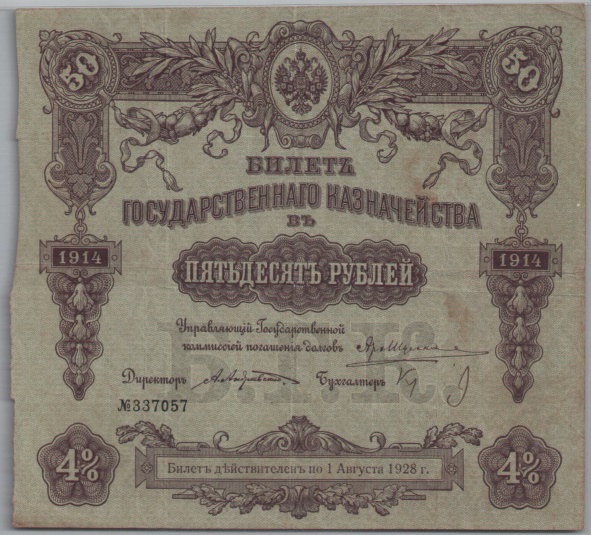 50 50
БИЛЕТЪ
ГОСУДАРСТВЕННАГО КАЗНАЧЕЙСТВА
ВЪ
1914 1914
ПЯТЬДЕСЯТЪ РУБЛЕЙ
Управляющій Государственной
коммиссіей погашенія долговъ
Директоръ Бухгалтеръ
№337057
4% 4%
Билетъ дѣйствителенъ по 1 Августа 1928 г.